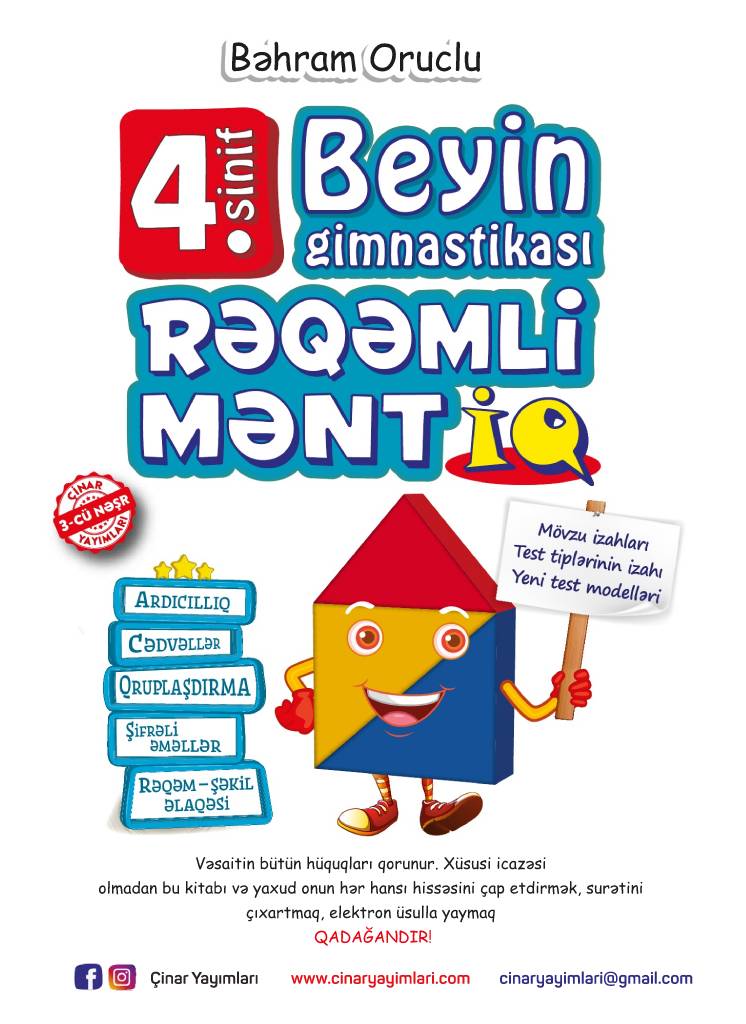 Bəhram Oruclu
4.sinif
Beyin
gimnastikası
RƏQƏMLİ
MƏNTİQ
ÇİNAR
3-CÜ NƏŞR
YAYIMLARI
Mövzu izahları
Test tiplərinin izahı
Yeni test modelləri
ARDICILLIQ
CƏDVƏLLƏR
QRUPLAŞDIRMA
ŞİFRƏLİ
ƏMƏLLƏR
RƏQƏM-ŞƏKİL
ƏLAQƏSİ
Vəsaitin bütün hüquqları qorunur. Xüsusi icazəsi
olmadan bu kitabı və yaxud onun hər hansı hissəsini çap etdirmək, surətini
çıxartmaq, elektron üsulla yaymaq
QADAĞANDIR!
Çinar Yayımları www.cinaryayimlari.com cinaryayimlari@gmail.com